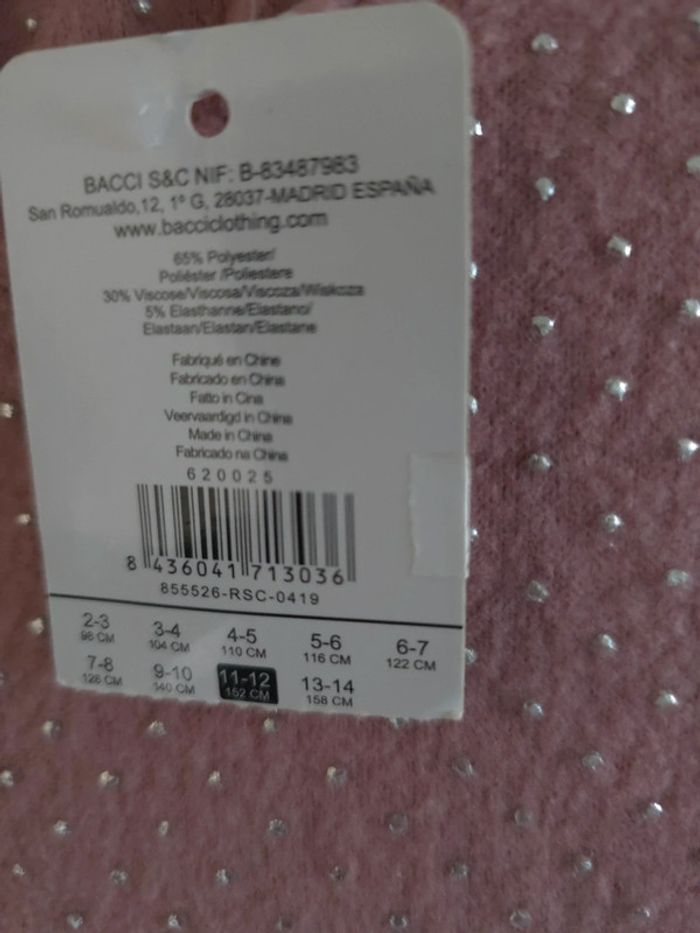 BACCI S&C NIF: B-83487983
San Romualdo,12, 1º G, 28037-MADRID ESPAÑA
www.bacciclothing.com
65% Polyester/
Poliéster /Poliestere
30% Viscose/Viscosa/Viscoza/Wiskoza
5% Elasthanne/Elastano/
Elastaan/Elastan/Elastane
Fabriqué en Chine
Fabricado en China
Fatto in Cina
Veervaardigd in China
Made in China
Fabricado na China
620025
8 436041 713036
855526-RSC-0419
2-3 3-4 4-5 5-6 6-7
98 CM 104 CM 110 CM 116 CM 122 CM
7-8 9-10 11-12 13-14
128 CM 140 CM 152 CM 158 CM